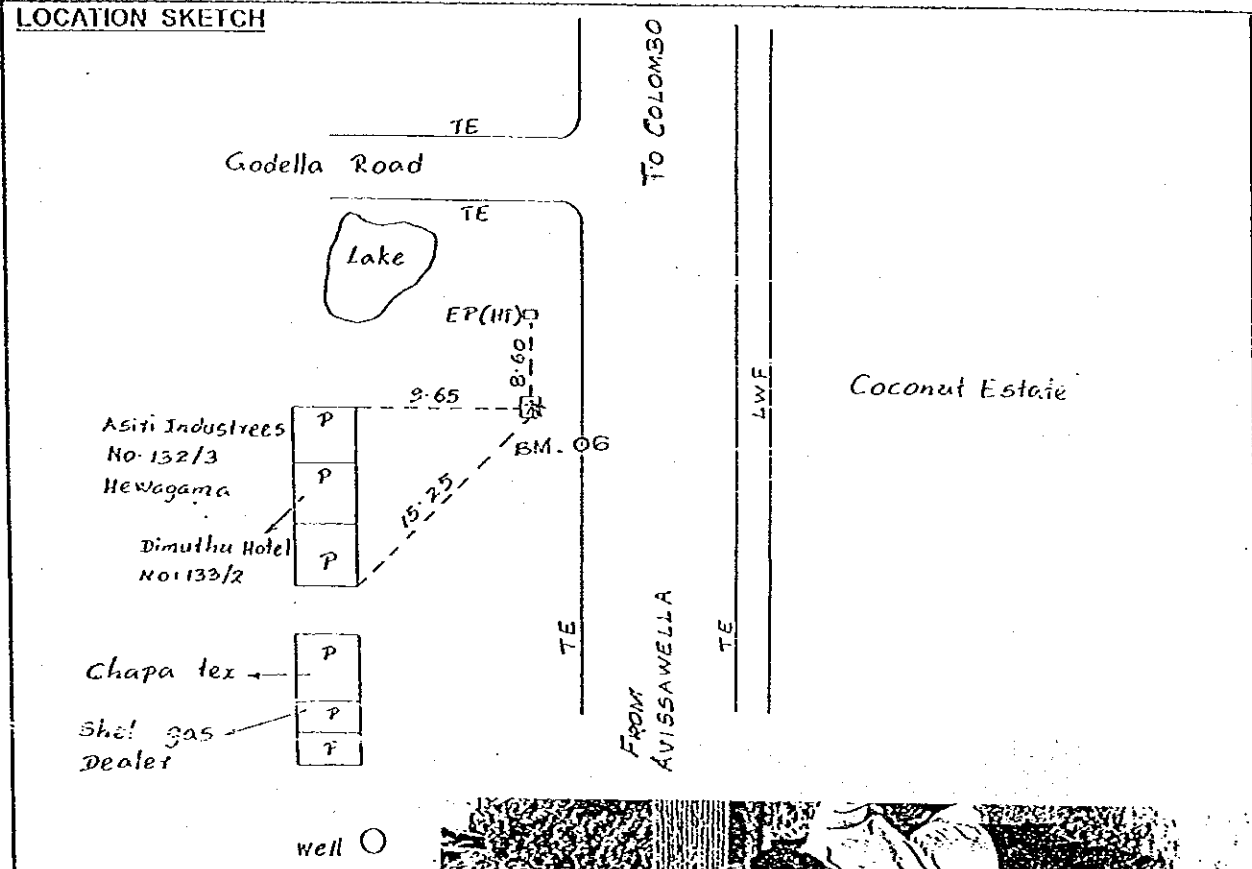 LOCATION SKETCH
TO COLOMBO
TE
Godella Road
TE
Lake
EP(HT)
8.60
9.65
LWF
Coconut Estate
Asiri Industrees
No. 132/3
Hewagama
P
P
P
BM. 06
15.25
Dimuthu Hotel
No: 133/2
TE
TE
FROM
AVISSAWELLA
Chapa tex
P
Shel gas
Dealer
P
P
well